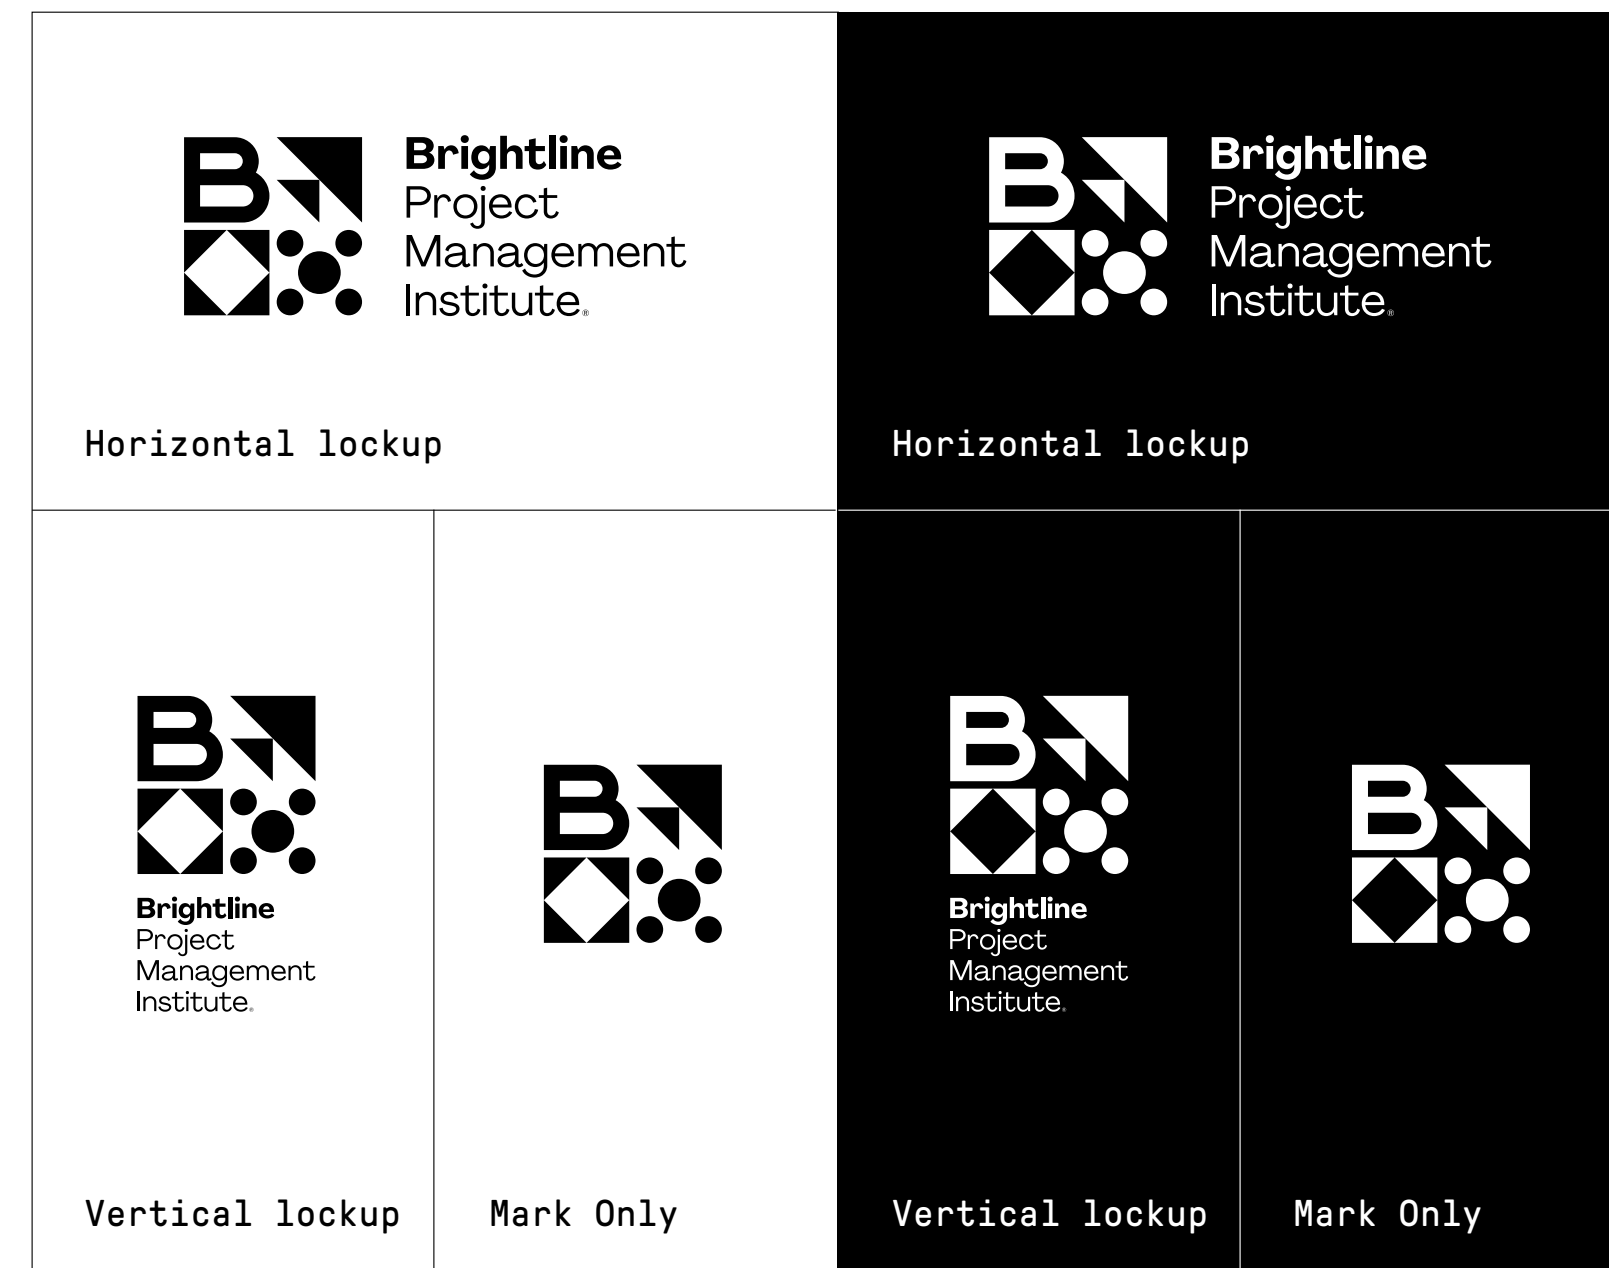 Brightline
Project
Management
Institute®
Horizontal lockup
Brightline
Project
Management
Institute®
Horizontal lockup
B
Brightline
Project
Management
Institute®
Vertical lockup
B
Mark Only
B
Brightline
Project
Management
Institute®
Vertical lockup
B
Mark Only